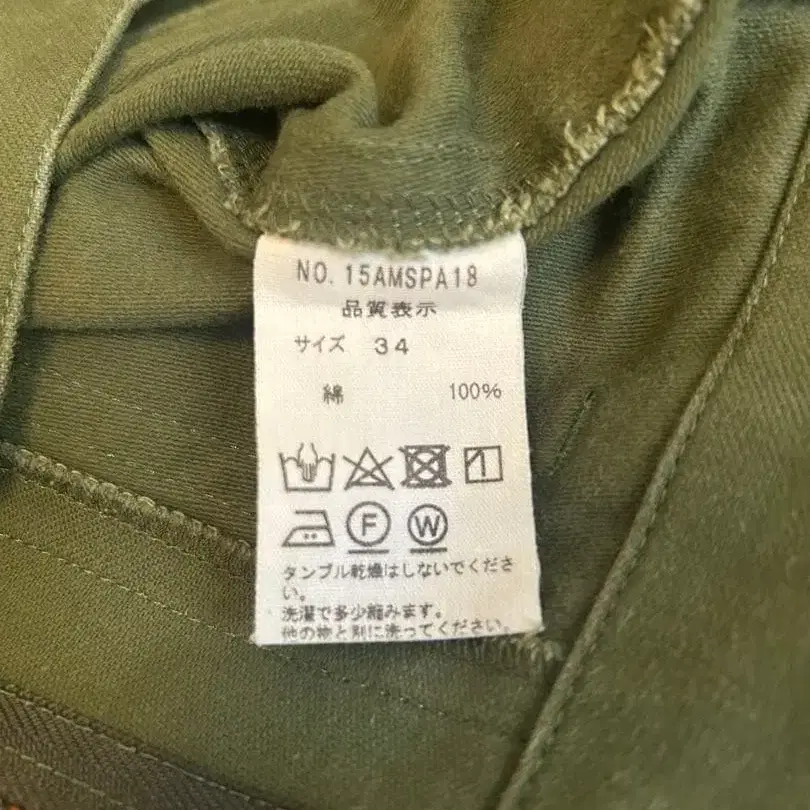 NO. 15AMSPA18
品質表示
サイズ 34
綿 100%
F W
タンブル乾燥はしないでくださ
い。
洗濯で多少縮みます。
他の物と別に洗ってください。